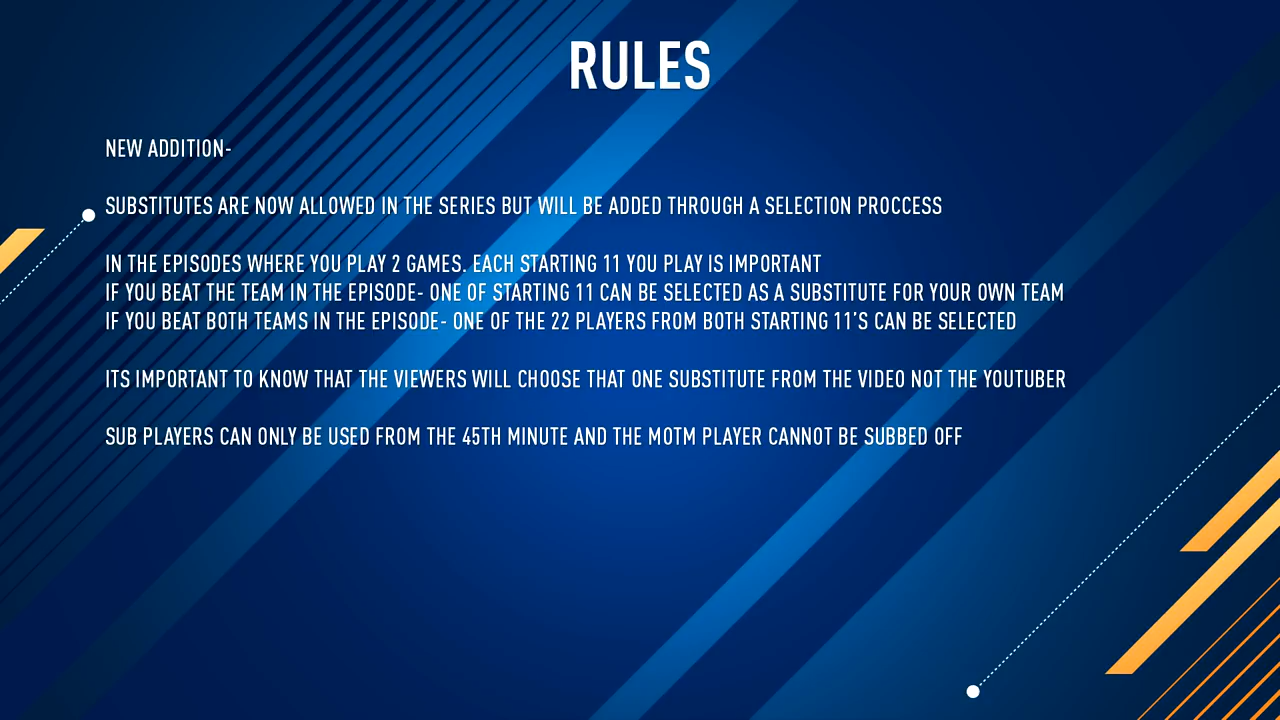 RULES
NEW ADDITION-
SUBSTITUTES ARE NOW ALLOWED IN THE SERIES BUT WILL BE ADDED THROUGH A SELECTION PROCCESS
IN THE EPISODES WHERE YOU PLAY 2 GAMES. EACH STARTING 11 YOU PLAY IS IMPORTANT
IF YOU BEAT THE TEAM IN THE EPISODE- ONE OF STARTING 11 CAN BE SELECTED AS A SUBSTITUTE FOR YOUR OWN TEAM
IF YOU BEAT BOTH TEAMS IN THE EPISODE- ONE OF THE 22 PLAYERS FROM BOTH STARTING 11'S CAN BE SELECTED
ITS IMPORTANT TO KNOW THAT THE VIEWERS WILL CHOOSE THAT ONE SUBSTITUTE FROM THE VIDEO NOT THE YOUTUBER
SUB PLAYERS CAN ONLY BE USED FROM THE 45TH MINUTE AND THE MOTM PLAYER CANNOT BE SUBBED OFF